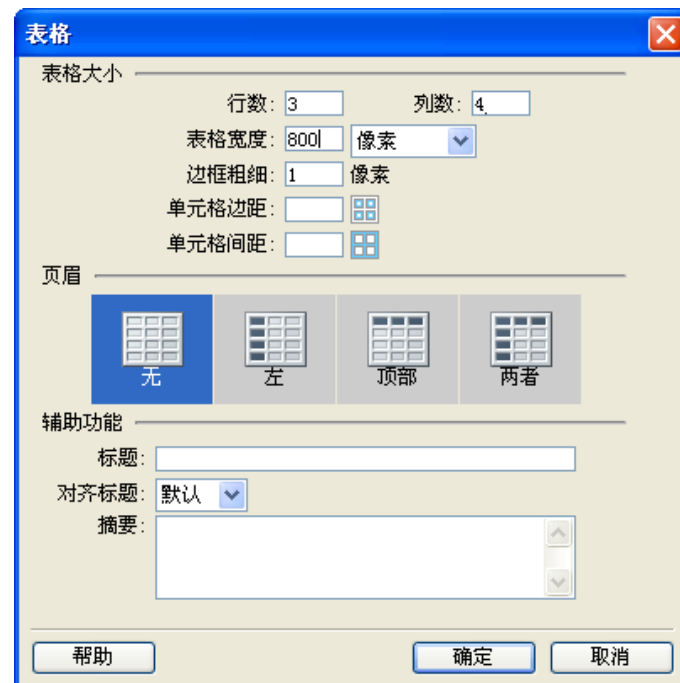 表格
表格大小
行数: 3 列数: 4
表格宽度: 800 像素
边框粗细: 1 像素
单元格边距:
单元格间距:
页眉
无 左 顶部 两者
辅助功能
标题:
对齐标题: 默认
摘要:
帮助 确定 取消